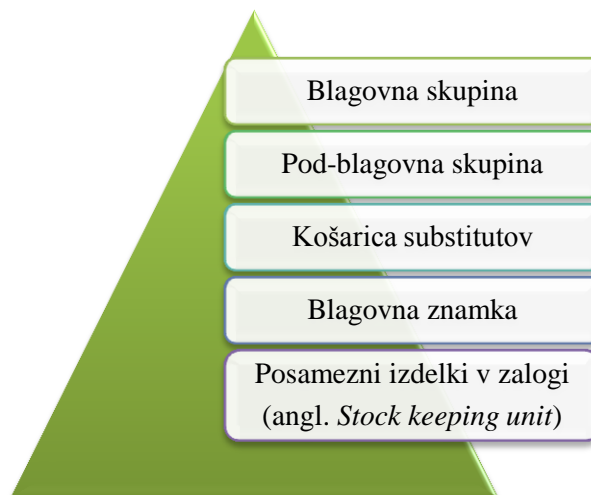 Blagovna skupina
Pod-blagovna skupina
Košarica substitutov
Blagovna znamka
Posamezni izdelki v zalogi
(angl. Stock keeping unit)